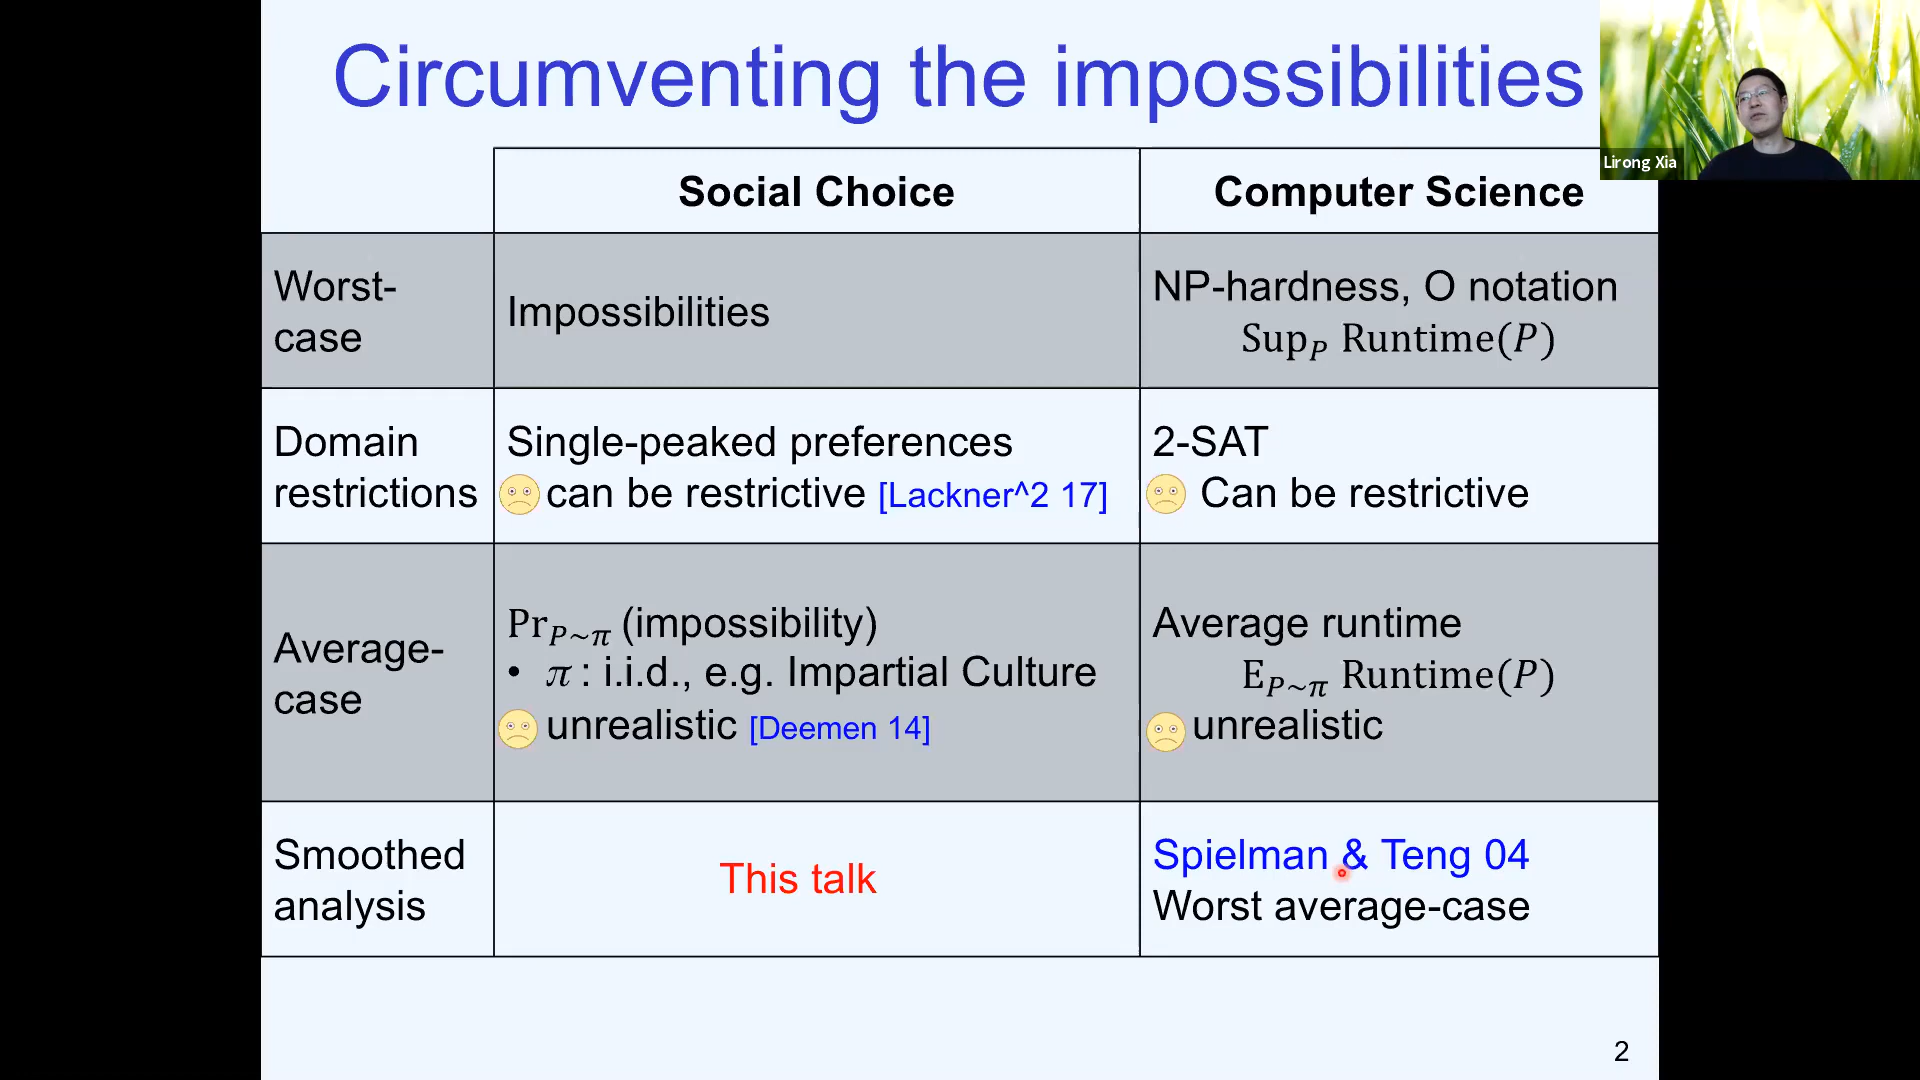 Circumventing the impossibilities
Lirong Xia
Social Choice
Computer Science
Worst-
case
Impossibilities
NP-hardness, O notation
Sup_P Runtime(P)
Domain
restrictions
Single-peaked preferences
can be restrictive [Lackner^2 17]
2-SAT
Can be restrictive
Average-
case
Pr_{P~π} (impossibility)
• π : i.i.d., e.g. Impartial Culture
unrealistic [Deemen 14]
Average runtime
E_{P~π} Runtime(P)
unrealistic
Smoothed
analysis
This talk
Spielman & Teng 04
Worst average-case
2